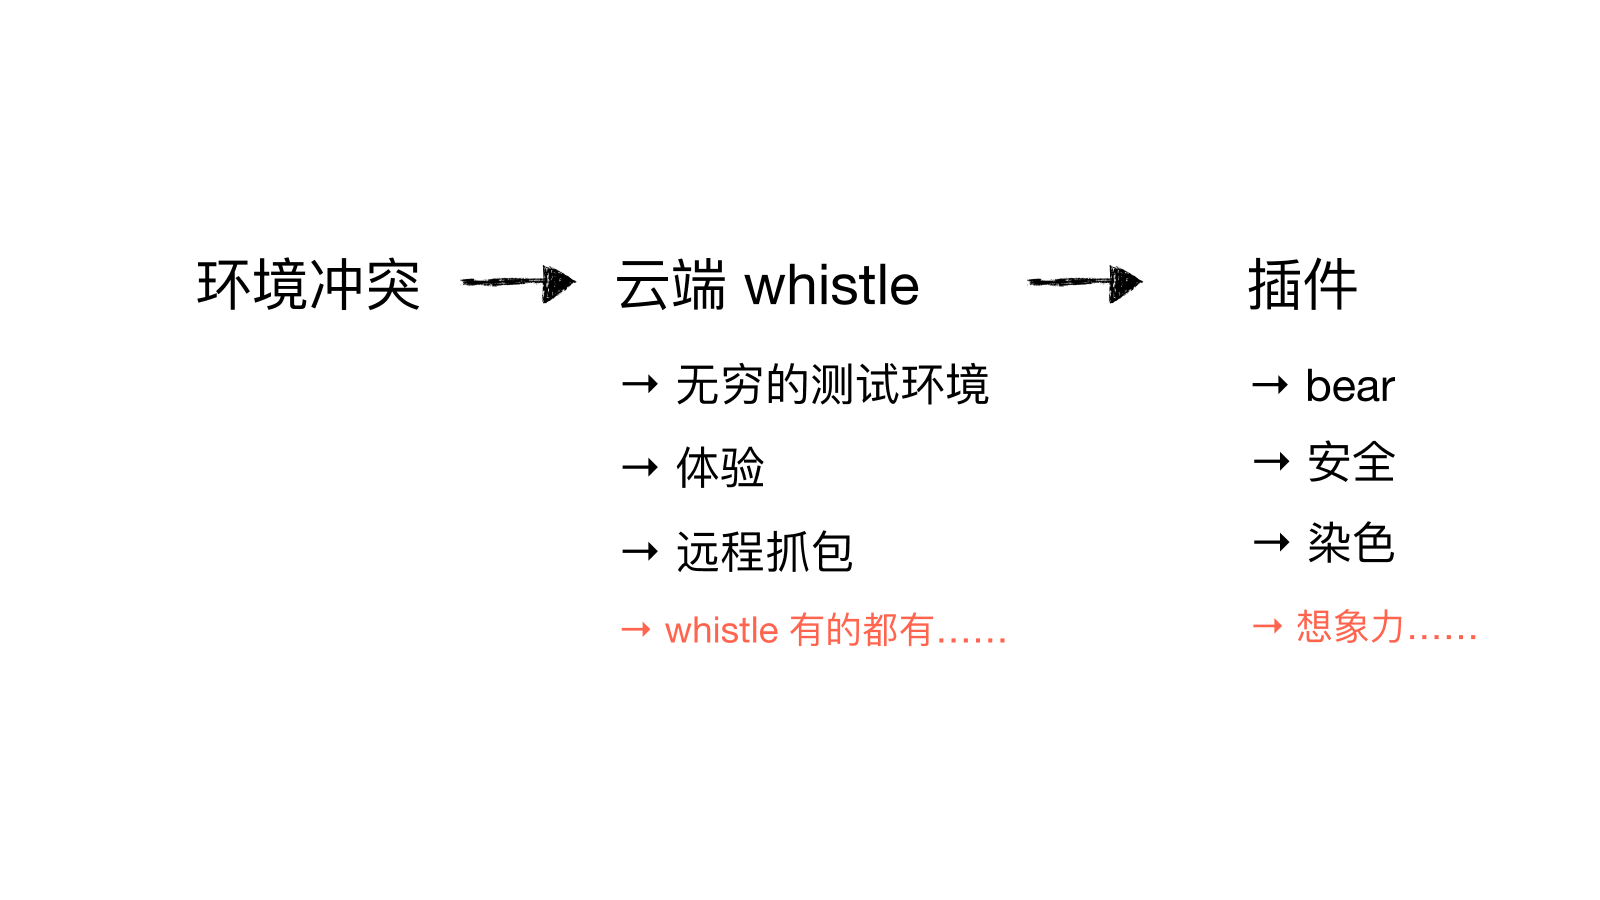 环境冲突 → 云端 whistle → 插件
→ 无穷的测试环境
→ 体验
→ 远程抓包
→ whistle 有的都有……
→ bear
→ 安全
→ 染色
→ 想象力……